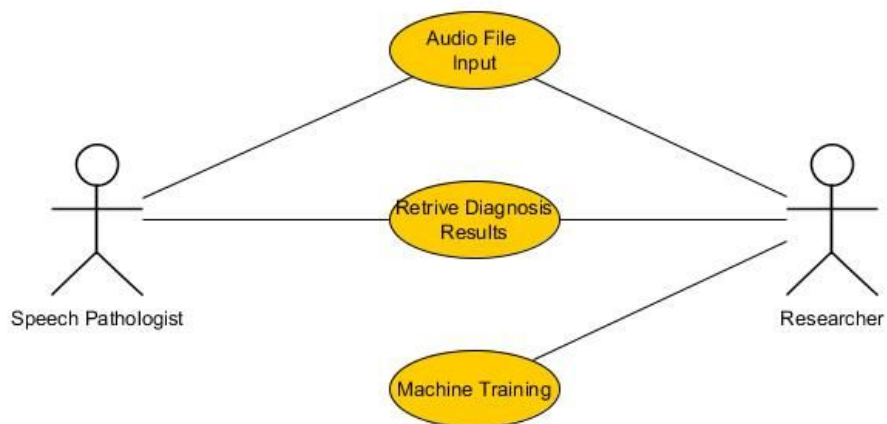 Audio File
Input
Retrive Diagnosis
Results
Speech Pathologist
Researcher
Machine Training